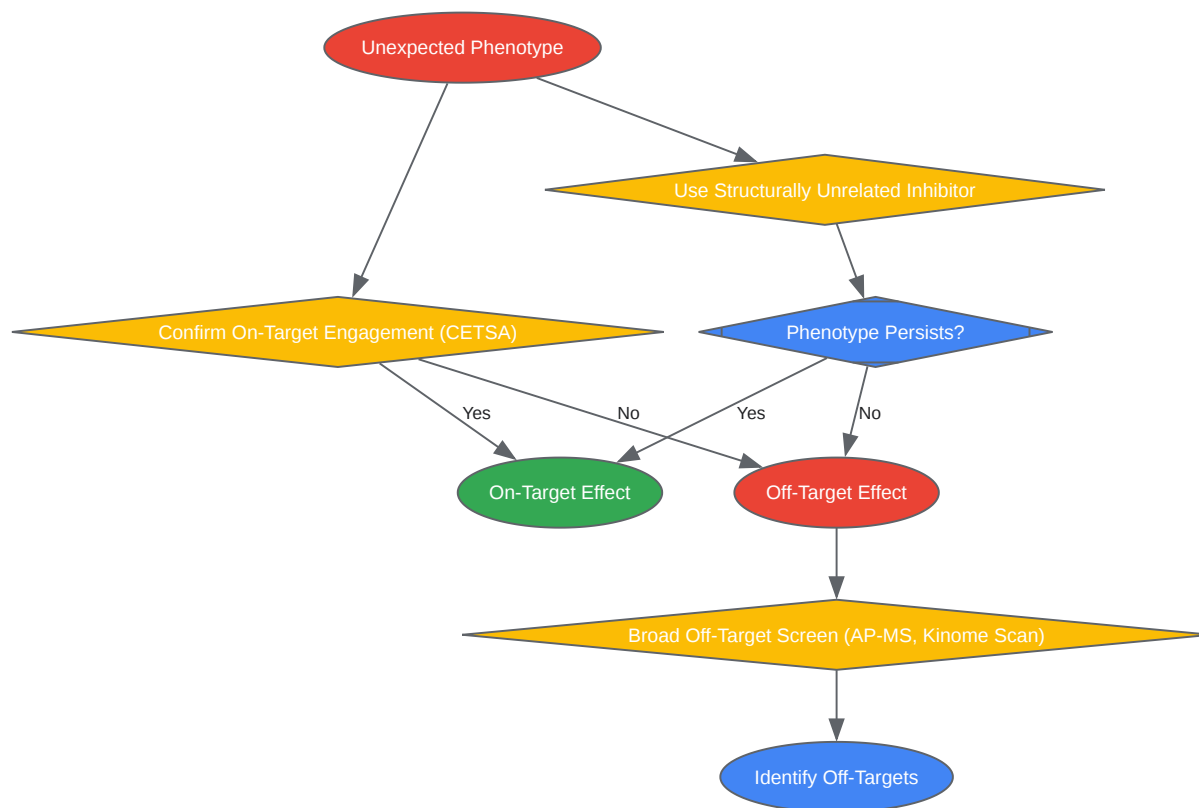 Unexpected Phenotype
Use Structurally Unrelated Inhibitor
Confirm On-Target Engagement (CETSA)
Phenotype Persists?
Yes
No
Yes
No
On-Target Effect
Off-Target Effect
Broad Off-Target Screen (AP-MS, Kinome Scan)
Identify Off-Targets